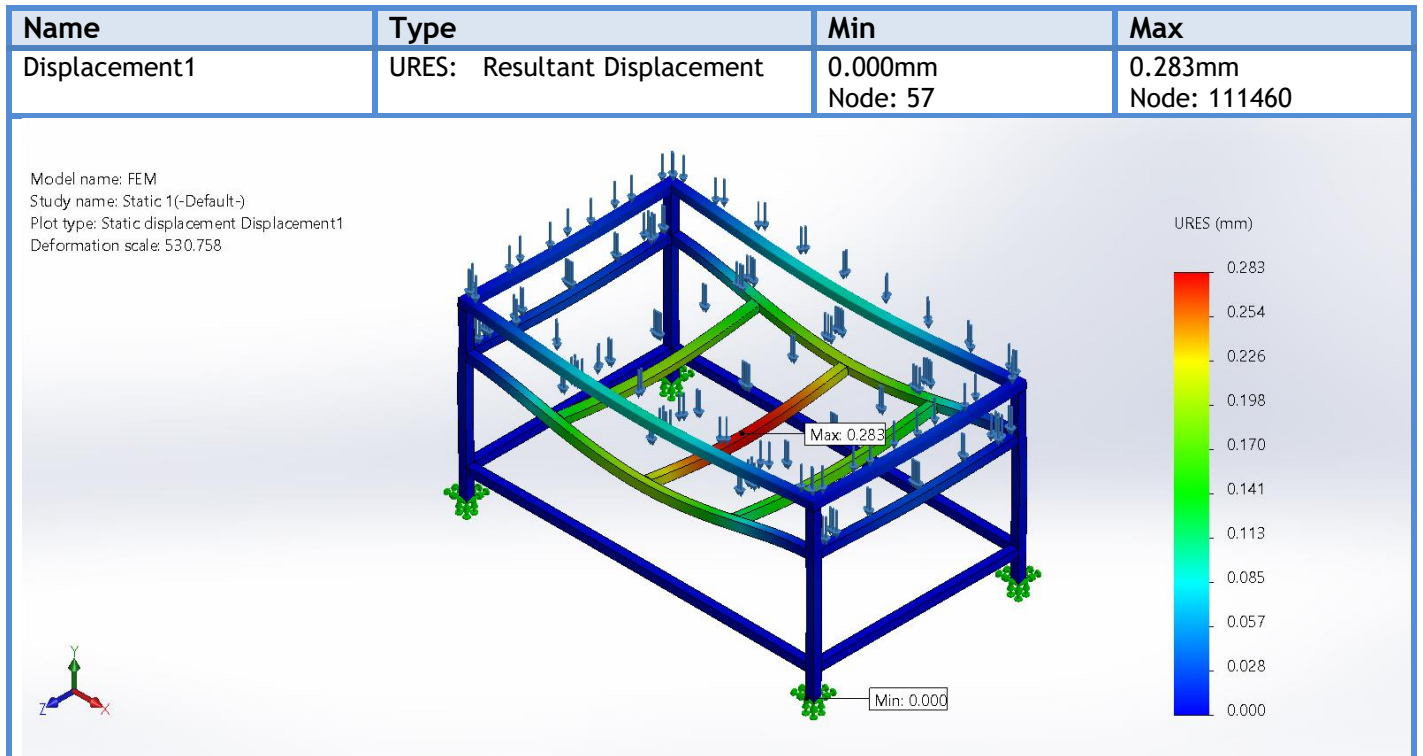 Name Type Min Max
Displacement1 URES: Resultant Displacement 0.000mm 0.283mm
Node: 57 Node: 111460
Model name: FEM
Study name: Static 1(-Default-)
Plot type: Static displacement Displacement1
Deformation scale: 530.758
URES (mm)
0.283
0.254
0.226
0.198
0.170
0.141
0.113
0.085
0.057
0.028
0.000
Max: 0.283
Min: 0.000
Y
Z
X